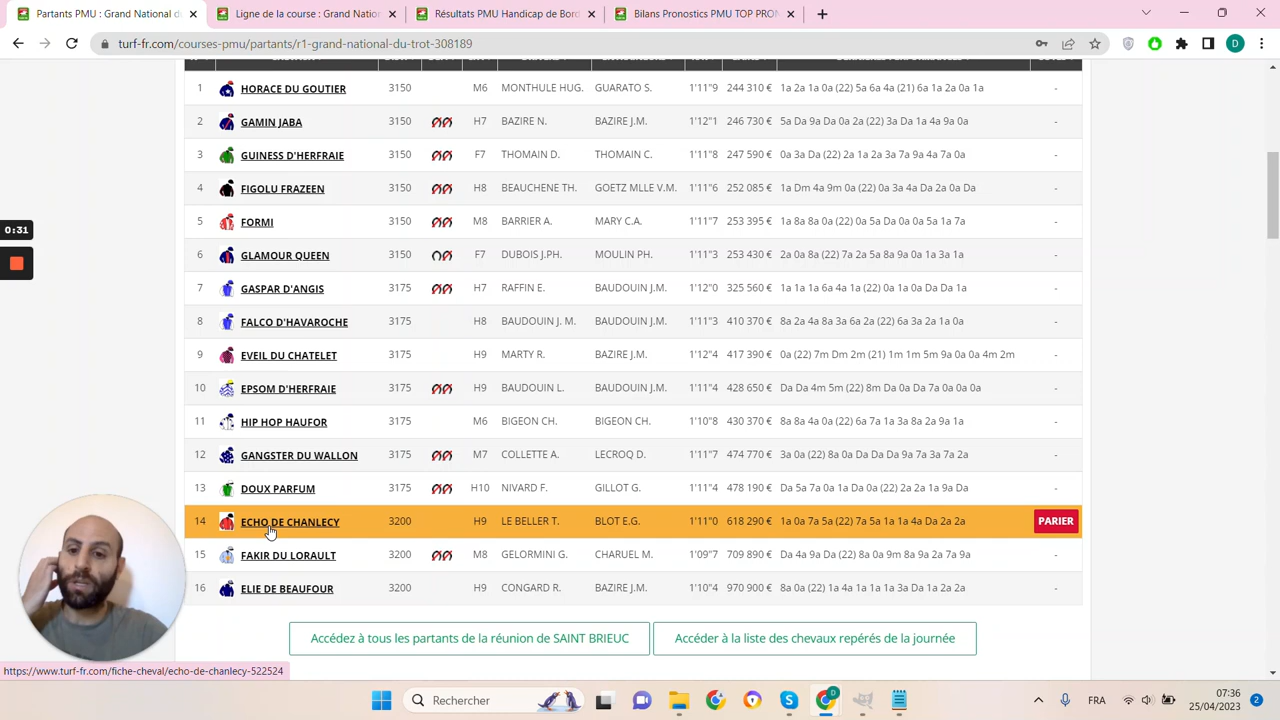 Partants PMU : Grand National d
Ligne de la course : Grand Nation
Résultats PMU Handicap de Bord
Bilans Pronostics PMU TOP PRON
turf-fr.com/courses-pmu/partants/r1-grand-national-du-trot-308189
D
1 HORACE DU GOUTIER 3150 M6 MONTHULE HUG. GUARATO S. 1'11"9 244 310 € 1a 2a 1a 0a (22) 5a 6a 4a (21) 6a 1a 2a 0a 1a -
2 GAMIN JABA 3150 H7 BAZIRE N. BAZIRE J.M. 1'12"1 246 730 € 5a Da 9a Da 0a 2a (22) 3a Da 1a 4a 9a 0a -
3 GUINESS D'HERFRAIE 3150 F7 THOMAIN D. THOMAIN C. 1'11"8 247 590 € 0a 3a Da (22) 2a 1a 2a 3a 7a 9a 4a 7a 0a -
4 FIGOLU FRAZEEN 3150 H8 BEAUCHENE TH. GOETZ MLLE V.M. 1'11"6 252 085 € 1a Dm 4a 9m 0a (22) 0a 3a 4a Da 2a 0a Da -
5 FORMI 3150 M8 BARRIER A. MARY C.A. 1'11"7 253 395 € 1a 8a 8a 0a (22) 0a 5a Da 0a 0a 5a 1a 7a -
6 GLAMOUR QUEEN 3150 F7 DUBOIS J.PH. MOULIN PH. 1'11"3 253 430 € 2a 0a 8a (22) 7a 2a 5a 8a 9a 0a 1a 3a 1a -
7 GASPAR D'ANGIS 3150 H7 RAFFIN E. BAUDOUIN J.M. 1'12"0 325 560 € 1a 1a 1a 6a 4a 1a (22) 0a 1a 0a Da Da 1a -
8 FALCO D'HAVAROCHE 3175 H8 BAUDOUIN J. M. BAUDOUIN J.M. 1'11"3 410 370 € 8a 2a 4a 8a 3a 6a 2a (22) 6a 3a 7a 1a 0a -
9 EVEIL DU CHATELET 3175 H9 MARTY R. BAZIRE J.M. 1'12"4 417 390 € 0a (22) 7m Dm 2m (21) 1m 1m 5m 9a 0a 0a 4m 2m -
10 EPSOM D'HERFRAIE 3175 H9 BAUDOUIN L. BAUDOUIN J.M. 1'11"4 428 650 € Da Da 4m 5m (22) 8m Da 0a Da 7a 0a 0a 0a -
11 HIP HOP HAUFOR 3175 M6 BIGEON CH. BIGEON CH. 1'10"8 430 370 € 8a 8a 4a 0a (22) 6a 7a 1a 3a 8a 2a 9a 1a -
12 GANGSTER DU WALLON 3175 M7 COLLETTE A. LECROQ D. 1'11"7 474 770 € 3a 0a (22) 8a 0a Da Da Da 9a 7a 3a 7a 2a -
13 DOUX PARFUM 3175 H10 NIVARD F. GILLOT G. 1'11"4 478 190 € Da 5a 7a 0a 1a Da 0a (22) 2a 2a 1a 9a Da -
14 ECHO DE CHANLECY 3200 H9 LE BELLER T. BLOT E.G. 1'11"0 618 290 € 1a 0a 7a 5a (22) 7a 5a 1a 1a 4a Da 2a 2a PARIER
15 FAKIR DU LORAULT 3200 M8 GELORMINI G. CHARUEL M. 1'09"7 709 890 € Da 4a 9a Da (22) 8a 0a 9m 8a 9a 2a 7a 9a -
16 ELIE DE BEAUFOUR 3200 H9 CONGARD R. BAZIRE J.M. 1'10"4 970 900 € 8a 0a (22) 1a 4a 1a 1a 1a 3a Da 1a 2a 2a -
0:31
Accédez à tous les partants de la réunion de SAINT BRIEUC
Accéder à la liste des chevaux repérés de la journée
https://www.turf-fr.com/fiche-cheval/echo-de-chanlecy-522524
Rechercher
FRA
07:36
25/04/2023
2